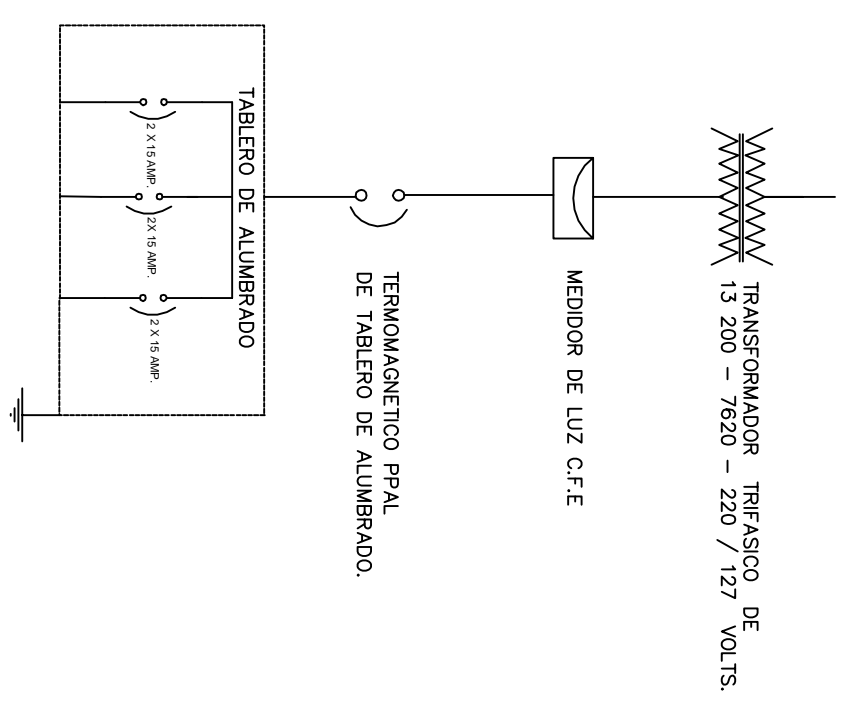 TRANSFORMADOR TRIFASICO DE
13 200 - 7620 - 220 / 127 VOLTS.
MEDIDOR DE LUZ C.F.E
TERMOMAGNETICO PPAL
DE TABLERO DE ALUMBRADO.
TABLERO DE ALUMBRADO
2 X 15 AMP.
2X 15 AMP.
2 X 15 AMP.